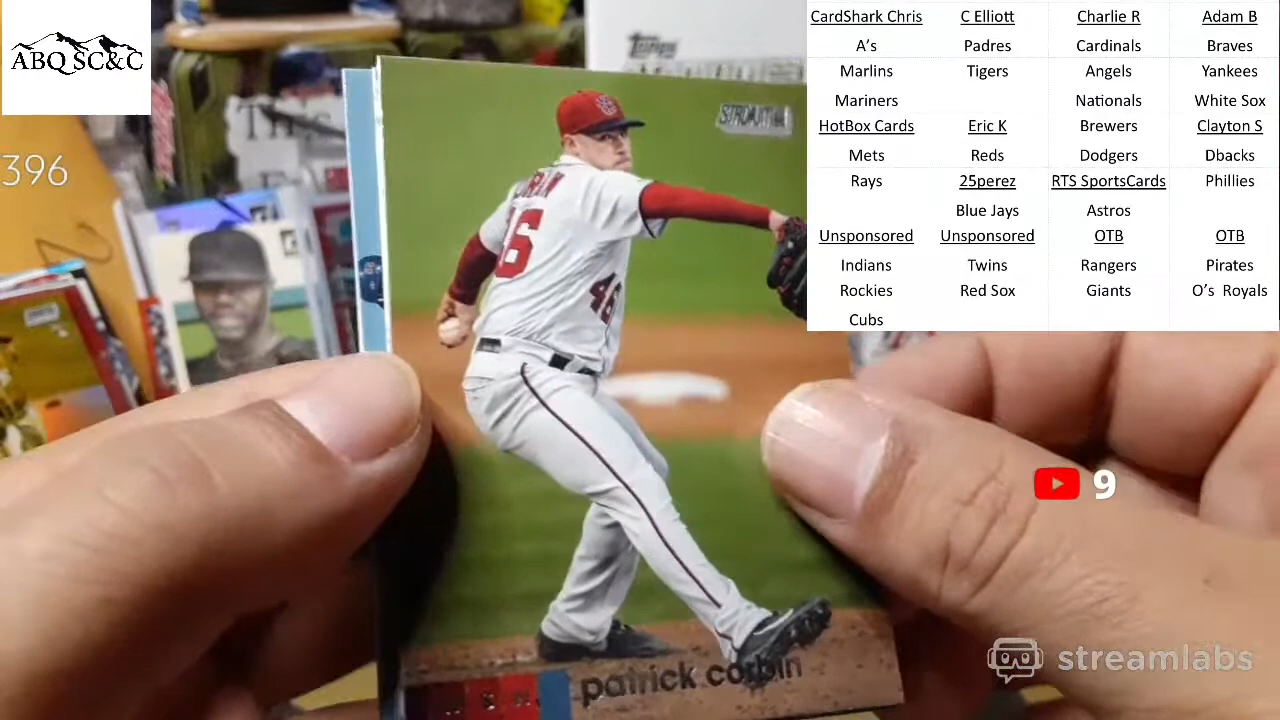 ABQ SC&C
396
Topps
patrick corbin
46
CardShark Chris
A's
Marlins
Mariners
HotBox Cards
Mets
Rays
Unsponsored
Indians
Rockies
Cubs
C Elliott
Padres
Tigers
Eric K
Reds
25perez
Blue Jays
Unsponsored
Twins
Red Sox
Charlie R
Cardinals
Angels
Nationals
Brewers
Dodgers
RTS SportsCards
Astros
OTB
Rangers
Giants
Adam B
Braves
Yankees
White Sox
Clayton S
Dbacks
Phillies
OTB
Pirates
O's Royals
9
streamlabs